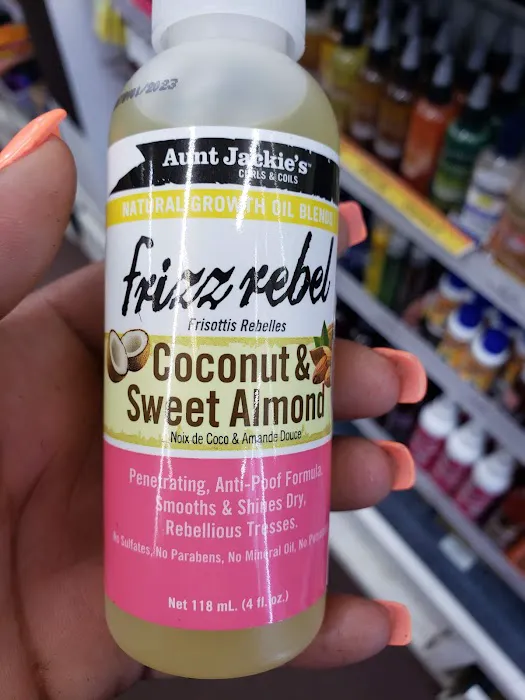 Aunt Jackie's™
CURLS & COILS
NATURAL GROWTH OIL BLEND
frizz rebel
Frisottis Rebelles
Coconut &
Sweet Almond
Noix de Coco & Amande Douce
Penetrating, Anti-Poof Formula,
Smooths & Shines Dry,
Rebellious Tresses.
No Sulfates, No Parabens, No Mineral Oil, No
Net 118 mL. (4 fl. oz.)